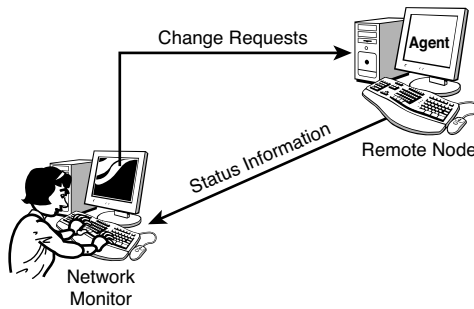 Change Requests
Agent
Status Information
Remote Node
Network
Monitor